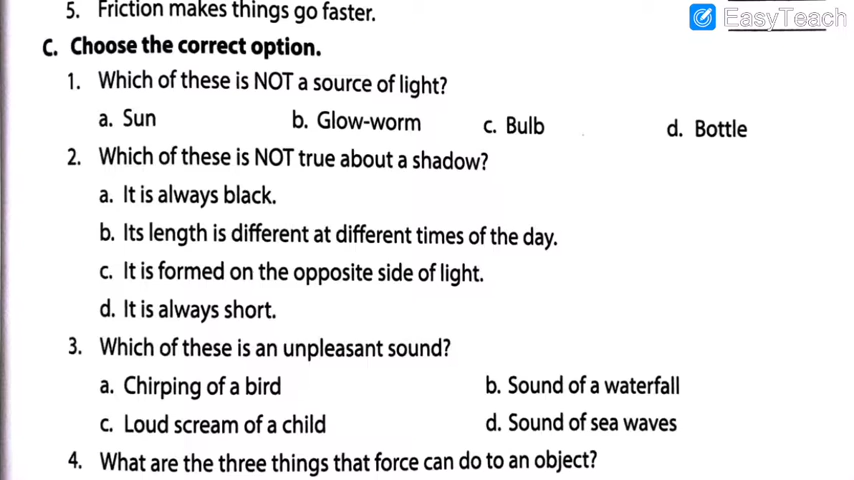 5. Friction makes things go faster.
EasyTeach
C. Choose the correct option.
1. Which of these is NOT a source of light?
a. Sun b. Glow-worm c. Bulb d. Bottle
2. Which of these is NOT true about a shadow?
a. It is always black.
b. Its length is different at different times of the day.
c. It is formed on the opposite side of light.
d. It is always short.
3. Which of these is an unpleasant sound?
a. Chirping of a bird b. Sound of a waterfall
c. Loud scream of a child d. Sound of sea waves
4. What are the three things that force can do to an object?